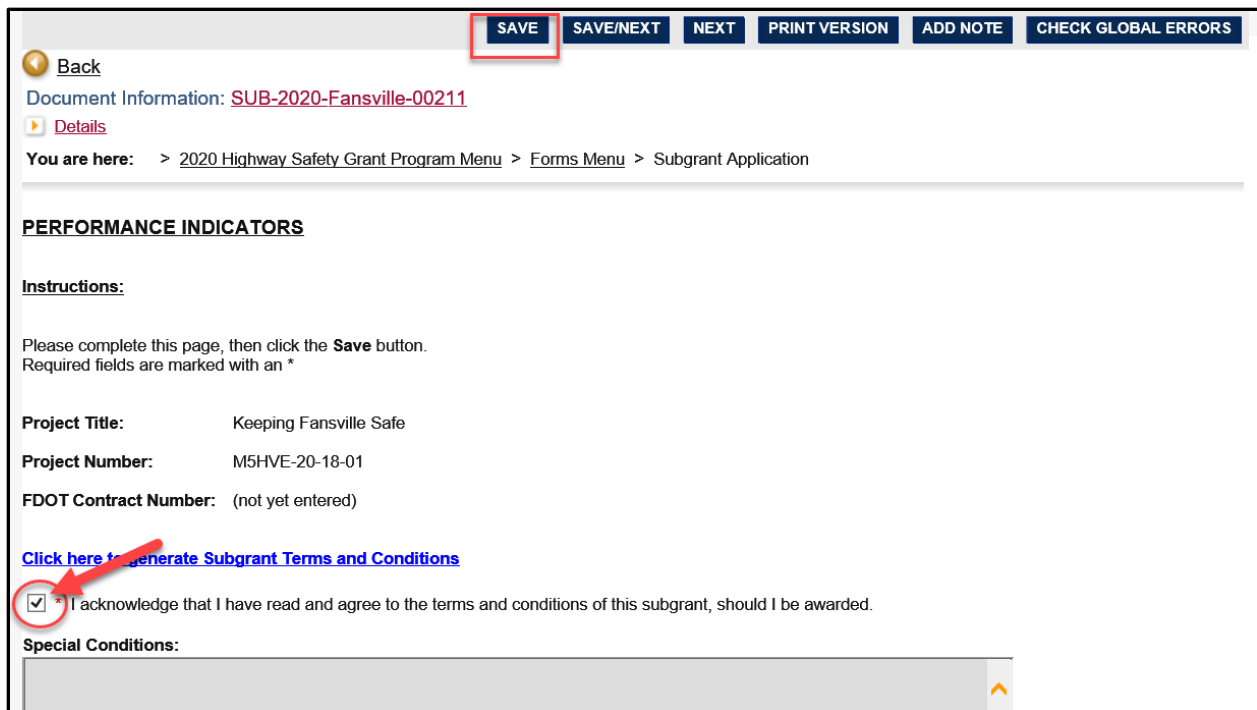 SAVE SAVE/NEXT NEXT PRINT VERSION ADD NOTE CHECK GLOBAL ERRORS
Back
Document Information: SUB-2020-Fansville-00211
Details
You are here: > 2020 Highway Safety Grant Program Menu > Forms Menu > Subgrant Application
PERFORMANCE INDICATORS
Instructions:
Please complete this page, then click the Save button.
Required fields are marked with an *
Project Title: Keeping Fansville Safe
Project Number: M5HVE-20-18-01
FDOT Contract Number: (not yet entered)
Click here to generate Subgrant Terms and Conditions
* I acknowledge that I have read and agree to the terms and conditions of this subgrant, should I be awarded.
Special Conditions: